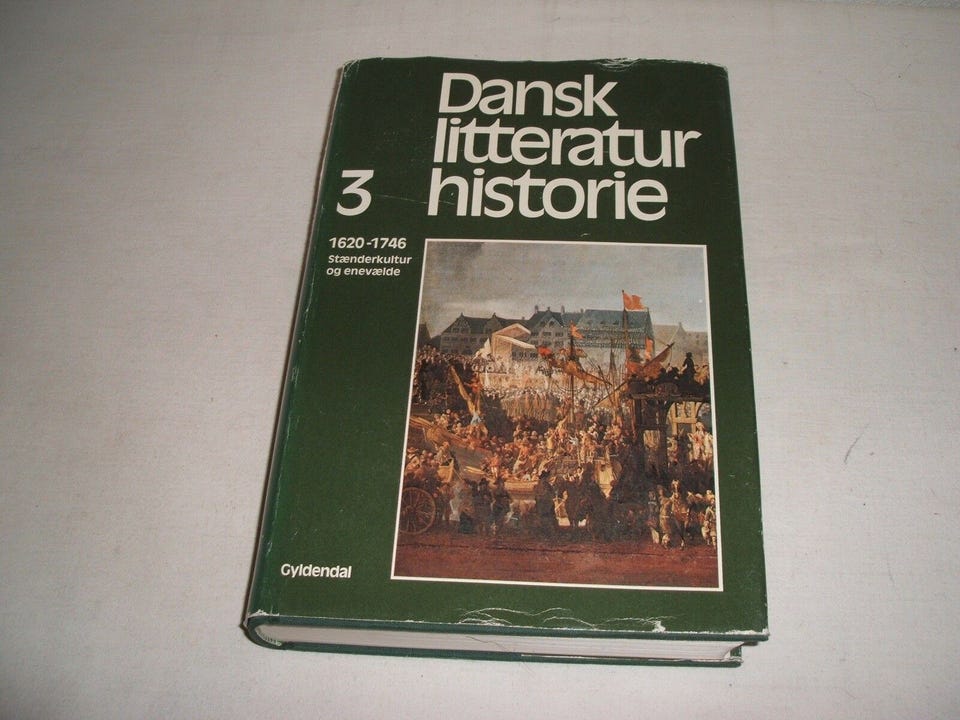 Dansk
litteratur
3 historie
1620-1746
Stænderkultur
og enevælde
Gyldendal